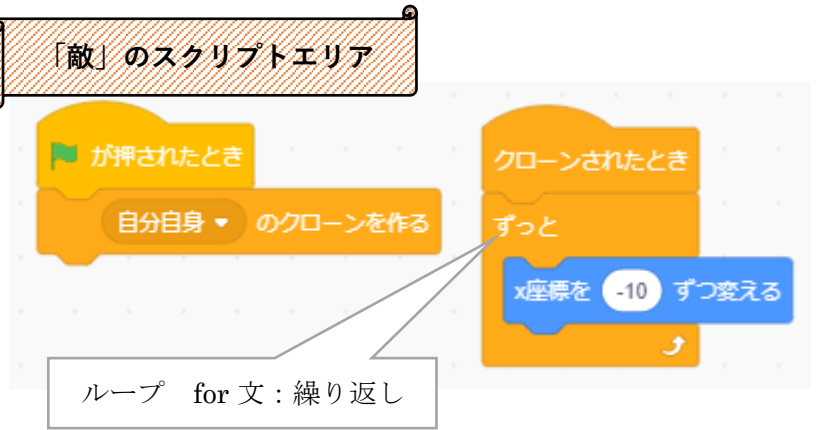 「敵」のスクリプトエリア
が押されたとき
自分自身 のクローンを作る
クローンされたとき
ずっと
x座標を -10 ずつ変える
ループ　for 文：繰り返し